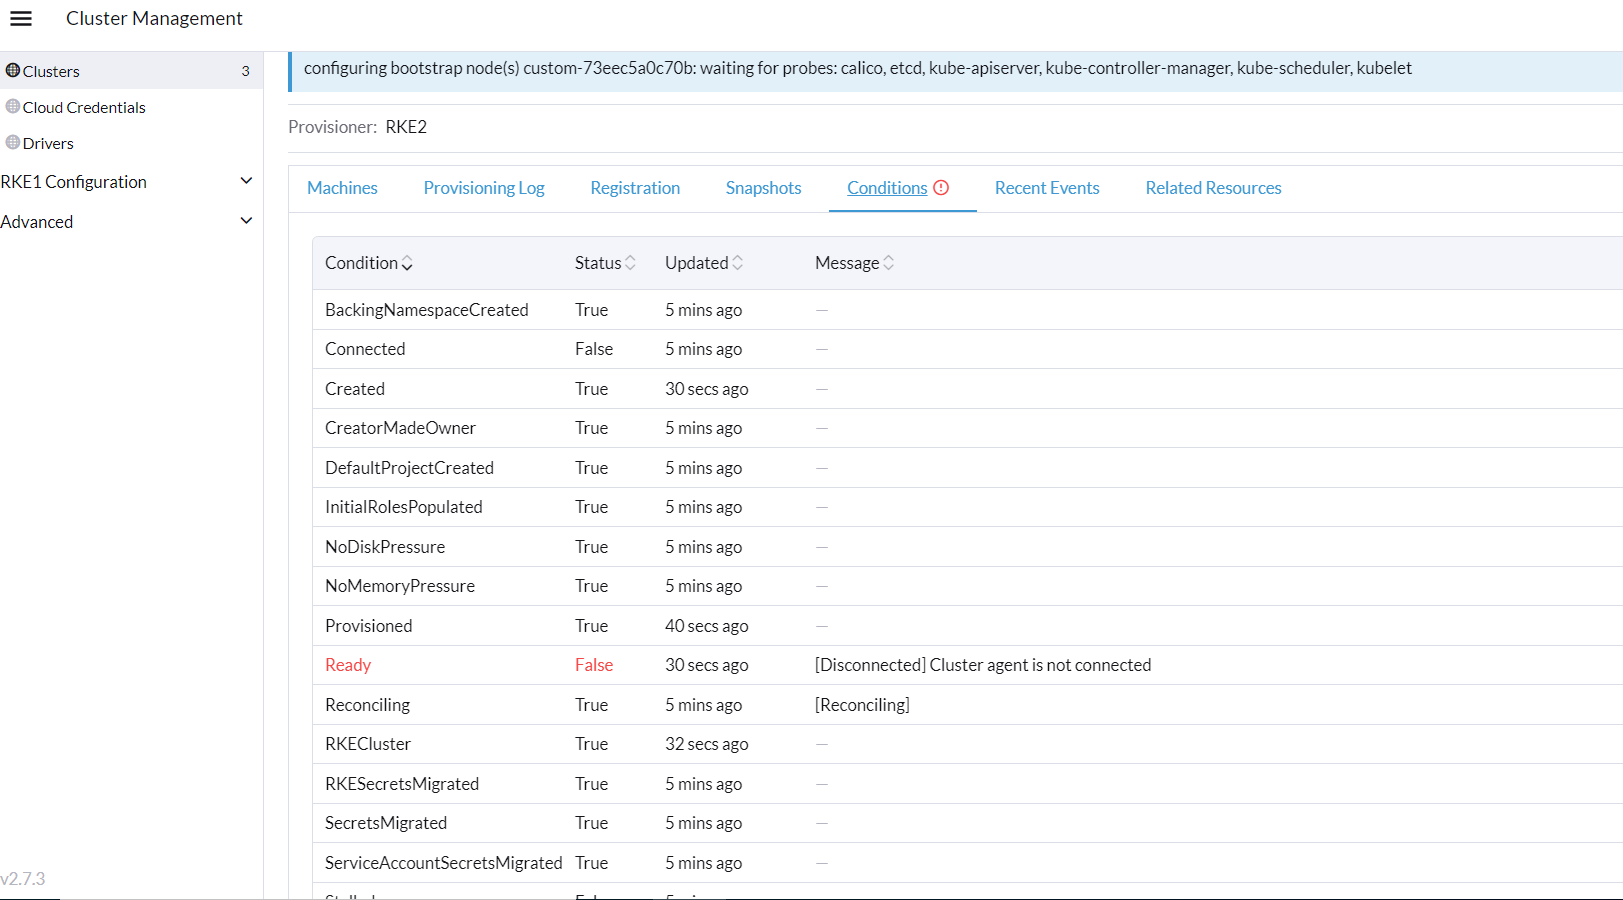 Cluster Management
Clusters 3
Cloud Credentials
Drivers
RKE1 Configuration
Advanced
v2.7.3
configuring bootstrap node(s) custom-73eec5a0c70b: waiting for probes: calico, etcd, kube-apiserver, kube-controller-manager, kube-scheduler, kubelet
Provisioner: RKE2
Machines Provisioning Log Registration Snapshots Conditions Recent Events Related Resources
Condition Status Updated Message
BackingNamespaceCreated True 5 mins ago —
Connected False 5 mins ago —
Created True 30 secs ago —
CreatorMadeOwner True 5 mins ago —
DefaultProjectCreated True 5 mins ago —
InitialRolesPopulated True 5 mins ago —
NoDiskPressure True 5 mins ago —
NoMemoryPressure True 5 mins ago —
Provisioned True 40 secs ago —
Ready False 30 secs ago [Disconnected] Cluster agent is not connected
Reconciling True 5 mins ago [Reconciling]
RKECluster True 32 secs ago —
RKESecretsMigrated True 5 mins ago —
SecretsMigrated True 5 mins ago —
ServiceAccountSecretsMigrated True 5 mins ago —